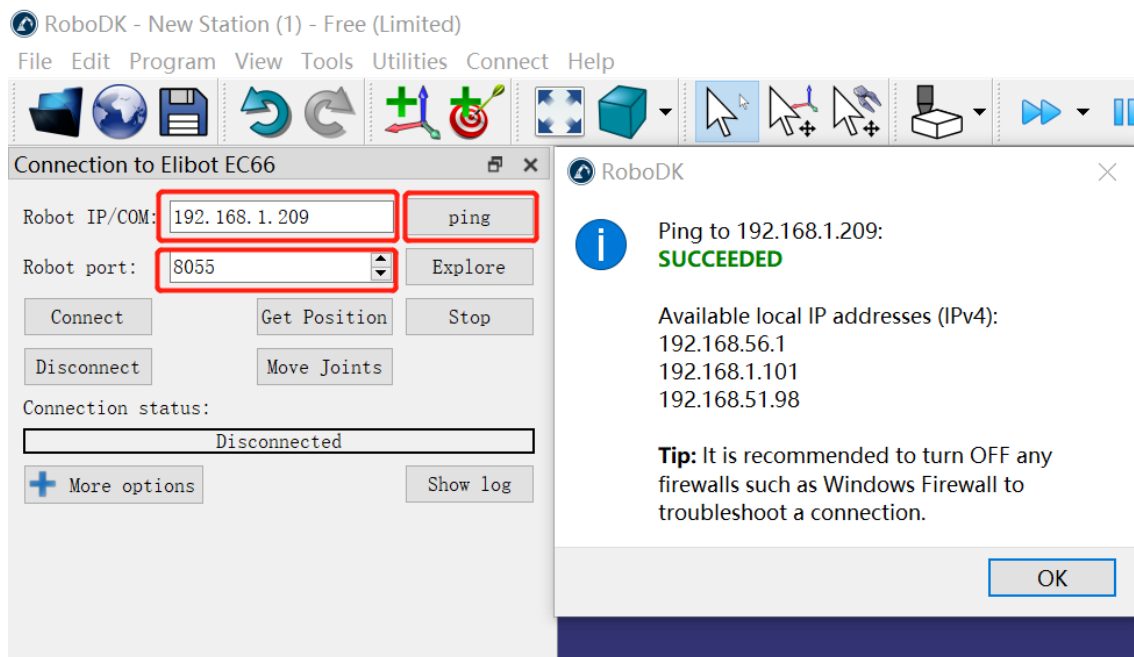 RoboDK - New Station (1) - Free (Limited)
File Edit Program View Tools Utilities Connect Help
Connection to Elibot EC66
Robot IP/COM: 192.168.1.209 ping
Robot port: 8055 Explore
Connect Get Position Stop
Disconnect Move Joints
Connection status:
Disconnected
More options Show log
RoboDK
Ping to 192.168.1.209:
SUCCEEDED
Available local IP addresses (IPv4):
192.168.56.1
192.168.1.101
192.168.51.98
Tip: It is recommended to turn OFF any
firewalls such as Windows Firewall to
troubleshoot a connection.
OK